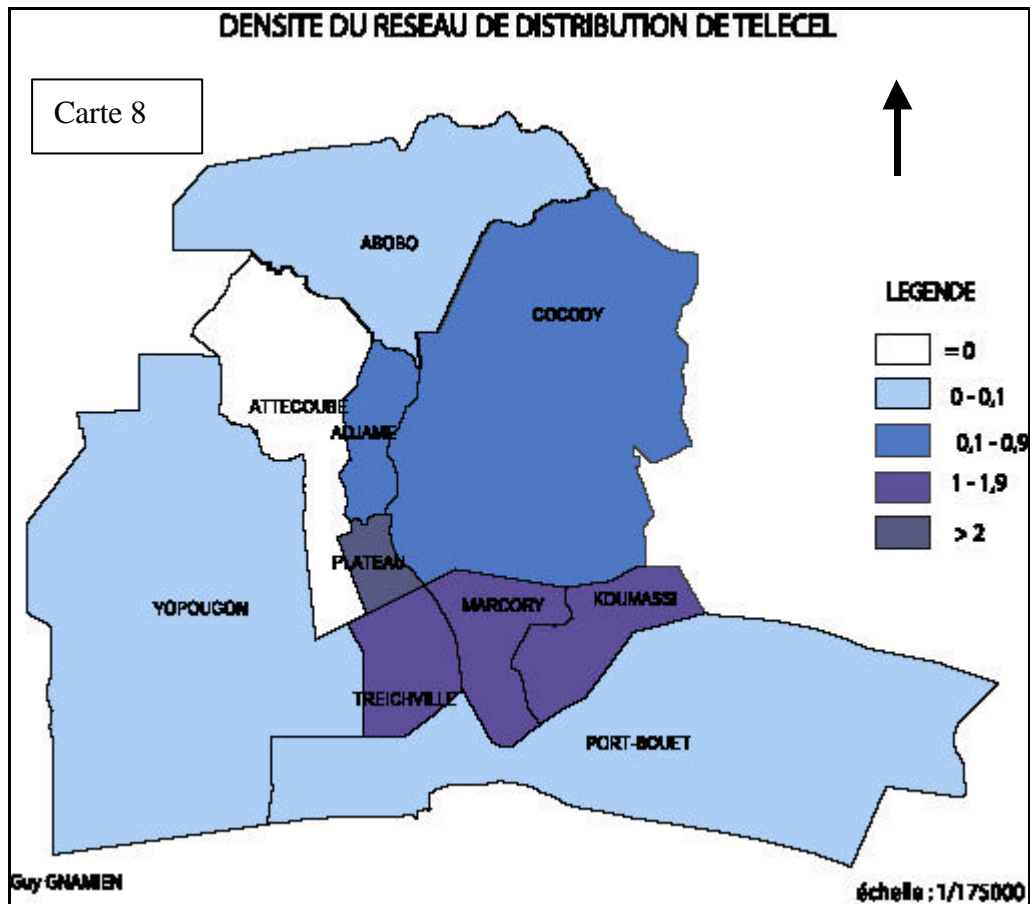 DENSITE DU RESEAU DE DISTRIBUTION DE TELECEL
Carte 8
ABOBO
COCODY
LEGENDE
= 0
0 - 0,1
0,1 - 0,9
1 - 1,9
> 2
ATTECOUBE
ADJAME
PLATEAU
YOPOUGON
MARCORY
KOUMASSI
TREICHVILLE
PORT-BOUET
Guy GNAMIEN
échelle : 1/175000